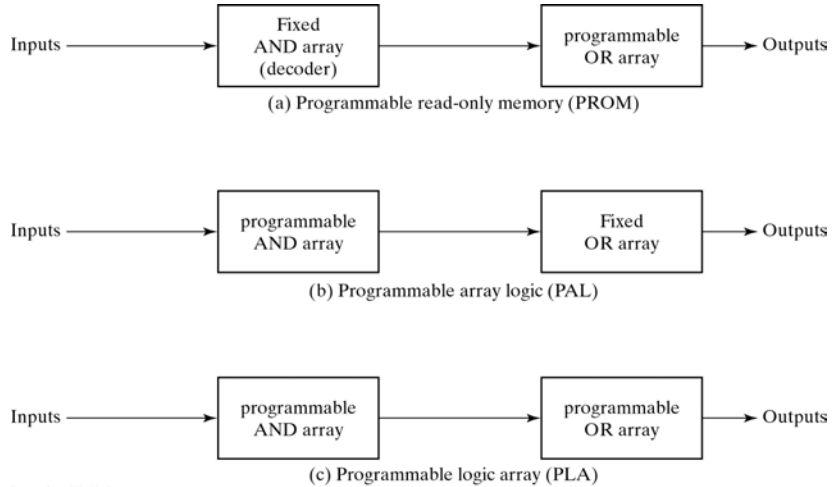 Inputs
Fixed
AND array
(decoder)
programmable
OR array
Outputs
(a) Programmable read-only memory (PROM)
Inputs
programmable
AND array
Fixed
OR array
Outputs
(b) Programmable array logic (PAL)
Inputs
programmable
AND array
programmable
OR array
Outputs
(c) Programmable logic array (PLA)